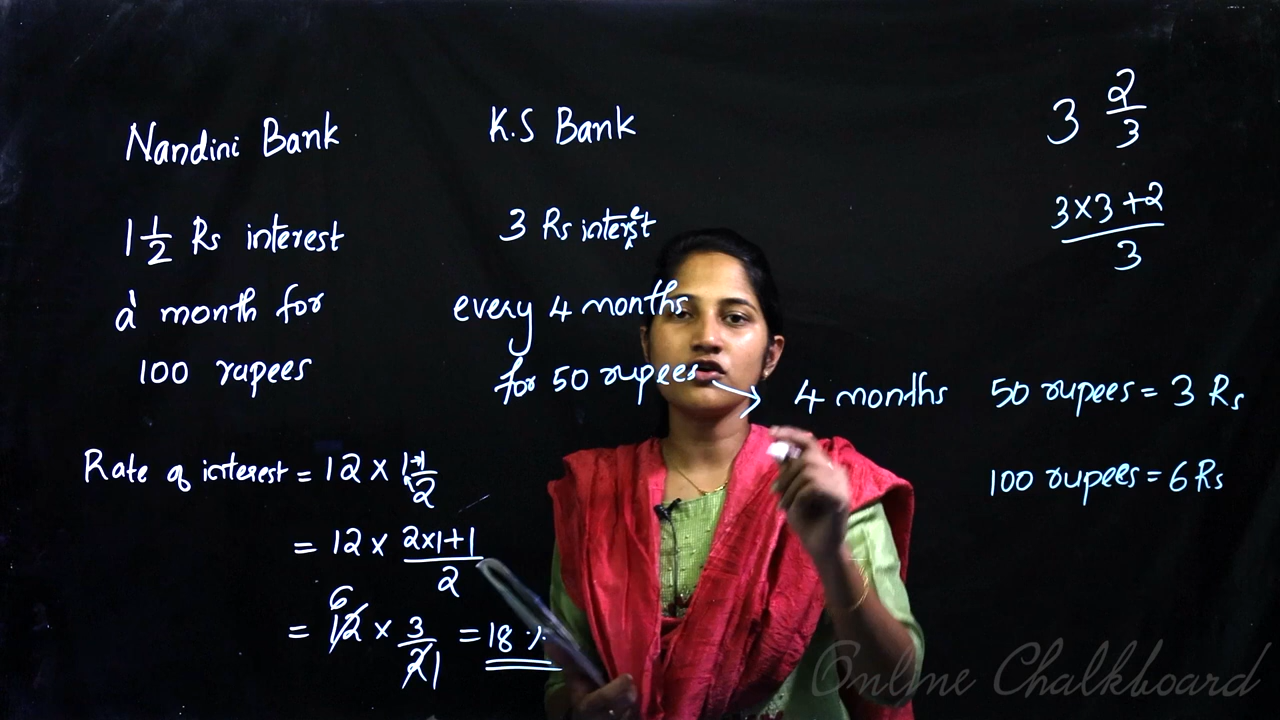 Nandini Bank
1 1/2 Rs interest
a month for
100 rupees
Rate of interest = 12 × 1 1/2
= 12 × 2×1+1/2
= 6 12 × 3/2 1 = 18 %
K.S Bank
3 Rs interest
every 4 months
for 50 rupees → 4 months 50 rupees = 3 Rs
100 rupees = 6 Rs
3 2/3
3×3+2/3
Online Chalkboard